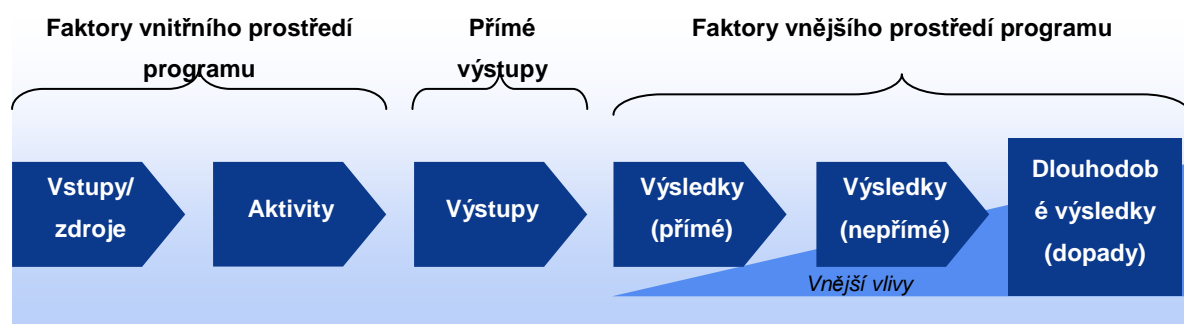 Faktory vnitřního prostředí
programu
Přímé
výstupy
Faktory vnějšího prostředí programu
Vstupy/
zdroje
Aktivity
Výstupy
Výsledky
(přímé)
Výsledky
(nepřímé)
Dlouhodob
é výsledky
(dopady)
Vnější vlivy